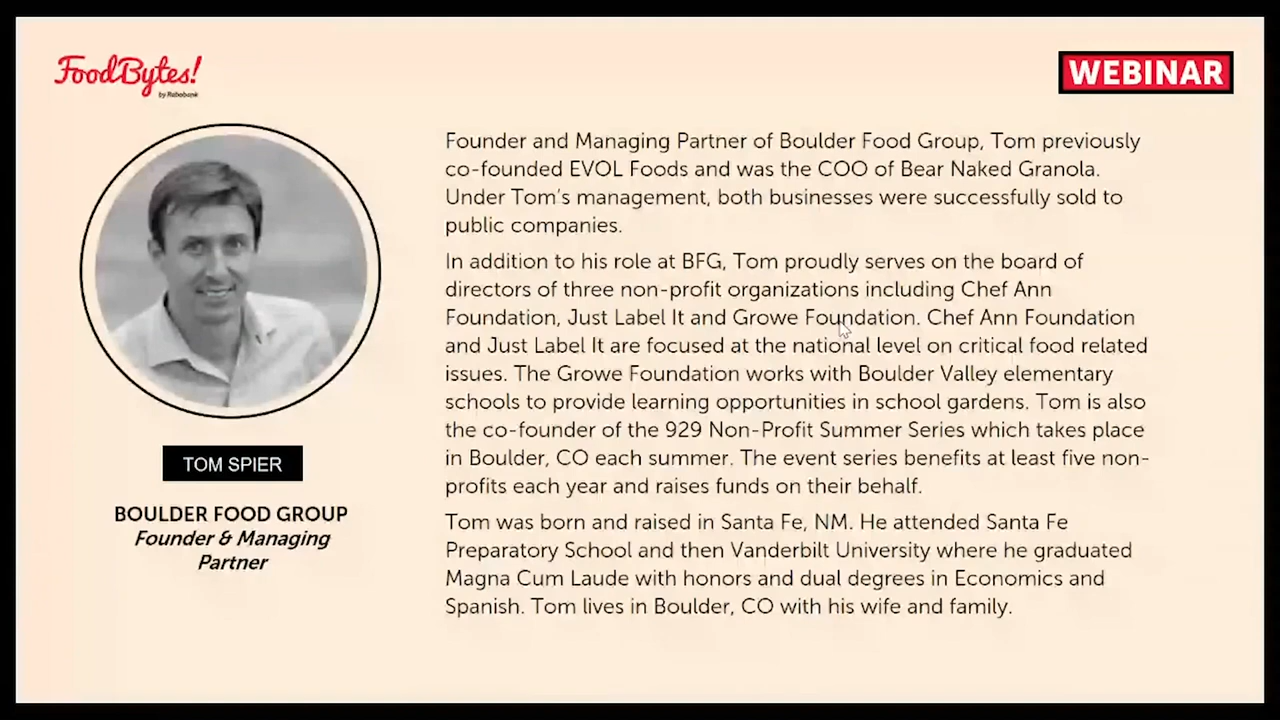 FoodBytes!
by Rabobank
WEBINAR
Founder and Managing Partner of Boulder Food Group, Tom previously
co-founded EVOL Foods and was the COO of Bear Naked Granola.
Under Tom's management, both businesses were successfully sold to
public companies.
In addition to his role at BFG, Tom proudly serves on the board of
directors of three non-profit organizations including Chef Ann
Foundation, Just Label It and Growe Foundation. Chef Ann Foundation
and Just Label It are focused at the national level on critical food related
issues. The Growe Foundation works with Boulder Valley elementary
schools to provide learning opportunities in school gardens. Tom is also
the co-founder of the 929 Non-Profit Summer Series which takes place
in Boulder, CO each summer. The event series benefits at least five non-
profits each year and raises funds on their behalf.
Tom was born and raised in Santa Fe, NM. He attended Santa Fe
Preparatory School and then Vanderbilt University where he graduated
Magna Cum Laude with honors and dual degrees in Economics and
Spanish. Tom lives in Boulder, CO with his wife and family.
TOM SPIER
BOULDER FOOD GROUP
Founder & Managing
Partner